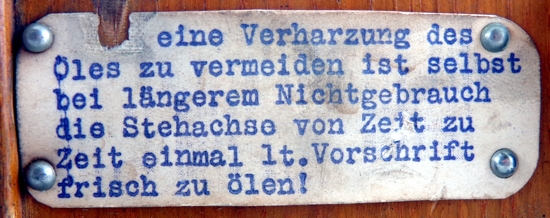 eine Verharzung des
Öles zu vermeiden ist selbst
bei längerem Nichtgebrauch
die Stehachse von Zeit zu
Zeit einmal lt.Vorschrift
frisch zu ölen!